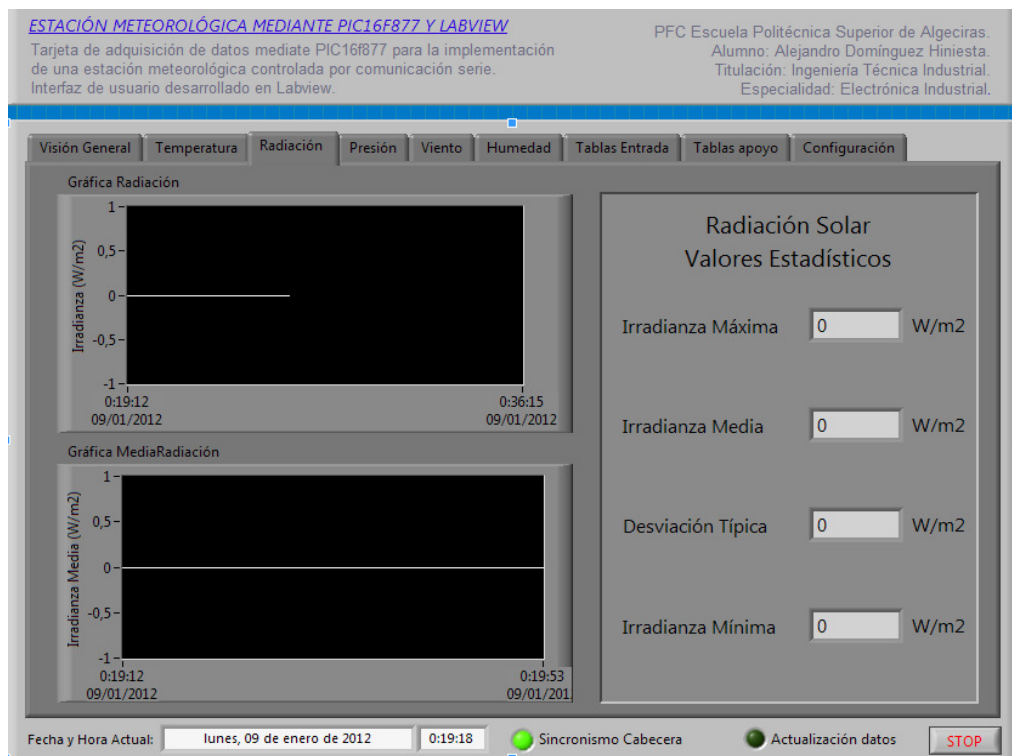 ESTACIÓN METEOROLÓGICA MEDIANTE PIC16F877 Y LABVIEW
Tarjeta de adquisición de datos mediate PIC16f877 para la implementación
de una estación meteorológica controlada por comunicación serie.
Interfaz de usuario desarrollado en Labview.
PFC Escuela Politécnica Superior de Algeciras.
Alumno: Alejandro Domínguez Hiniesta.
Titulación: Ingeniería Técnica Industrial.
Especialidad: Electrónica Industrial.
Visión General Temperatura Radiación Presión Viento Humedad Tablas Entrada Tablas apoyo Configuración
Gráfica Radiación
Irradianza (W/m2)
1
0,5
0
-0,5
-1
0:19:12 0:36:15
09/01/2012 09/01/2012
Gráfica MediaRadiación
Irradianza Media (W/m2)
1
0,5
0
-0,5
-1
0:19:12 0:19:53
09/01/2012 09/01/201
Radiación Solar
Valores Estadísticos
Irradianza Máxima 0 W/m2
Irradianza Media 0 W/m2
Desviación Típica 0 W/m2
Irradianza Mínima 0 W/m2
Fecha y Hora Actual: lunes, 09 de enero de 2012 0:19:18 Sincronismo Cabecera Actualización datos STOP